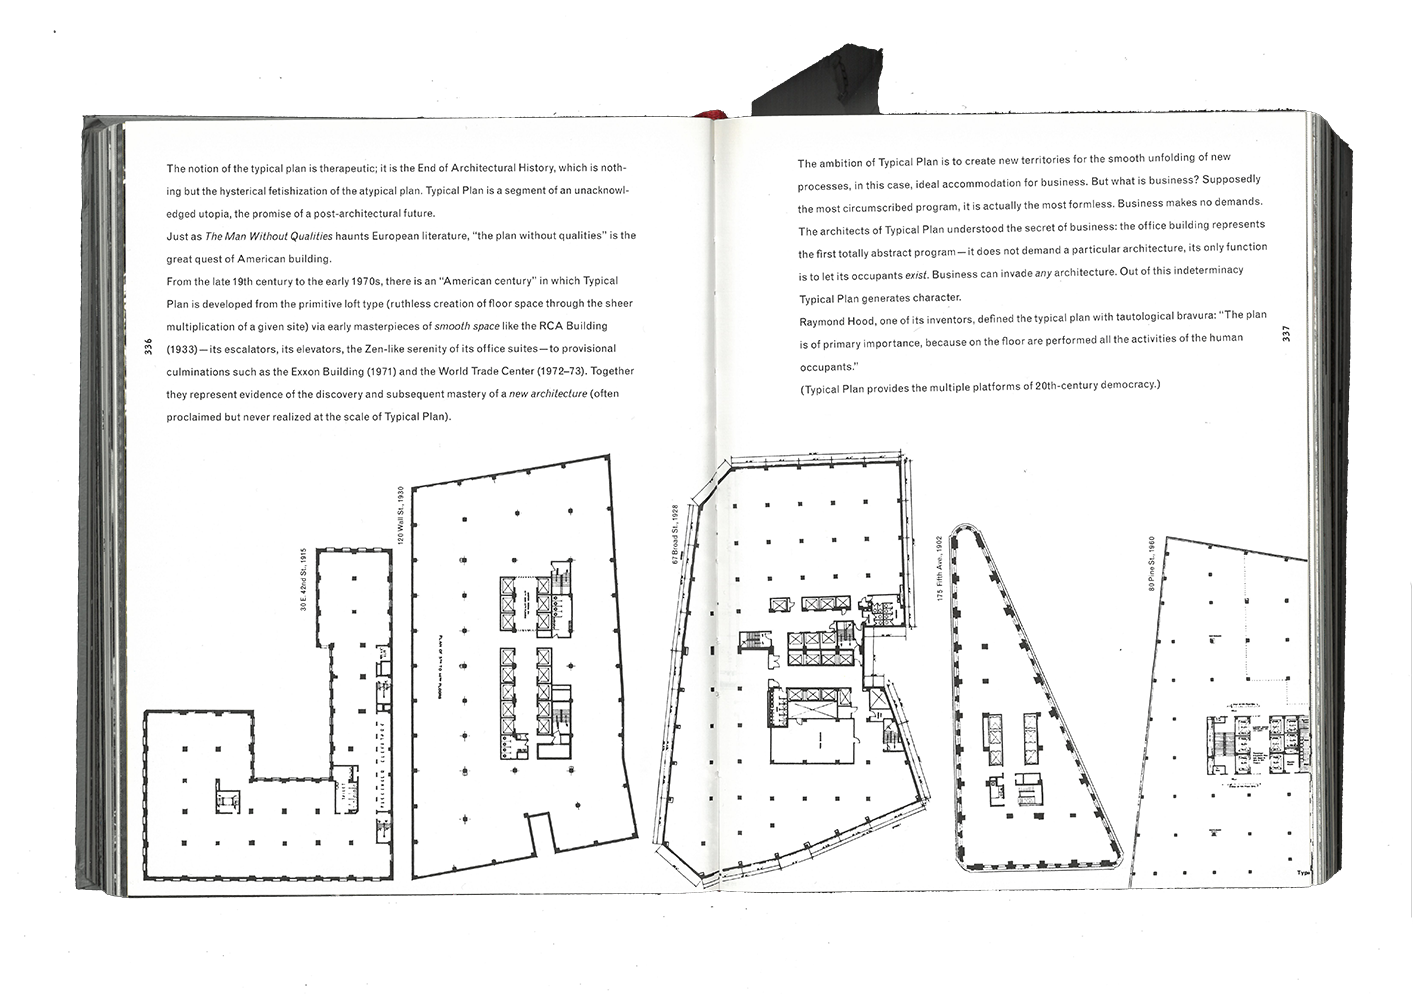 The notion of the typical plan is therapeutic; it is the End of Architectural History, which is noth-
ing but the hysterical fetishization of the atypical plan. Typical Plan is a segment of an unacknowl-
edged utopia, the promise of a post-architectural future.
Just as The Man Without Qualities haunts European literature, “the plan without qualities” is the
great quest of American building.
From the late 19th century to the early 1970s, there is an “American century” in which Typical
Plan is developed from the primitive loft type (ruthless creation of floor space through the sheer
multiplication of a given site) via early masterpieces of smooth space like the RCA Building
(1933)—its escalators, its elevators, the Zen-like serenity of its office suites—to provisional
culminations such as the Exxon Building (1971) and the World Trade Center (1972–73). Together
they represent evidence of the discovery and subsequent mastery of a new architecture (often
proclaimed but never realized at the scale of Typical Plan).
336
30 E. 42nd St., 1915
120 Wall St., 1930
The ambition of Typical Plan is to create new territories for the smooth unfolding of new
processes, in this case, ideal accommodation for business. But what is business? Supposedly
the most circumscribed program, it is actually the most formless. Business makes no demands.
The architects of Typical Plan understood the secret of business: the office building represents
the first totally abstract program—it does not demand a particular architecture, its only function
is to let its occupants exist. Business can invade any architecture. Out of this indeterminacy
Typical Plan generates character.
Raymond Hood, one of its inventors, defined the typical plan with tautological bravura: “The plan
is of primary importance, because on the floor are performed all the activities of the human
occupants.”
(Typical Plan provides the multiple platforms of 20th-century democracy.)
337
67 Broad St., 1928
175 Fifth Ave., 1902
80 Pine St., 1960
Typ